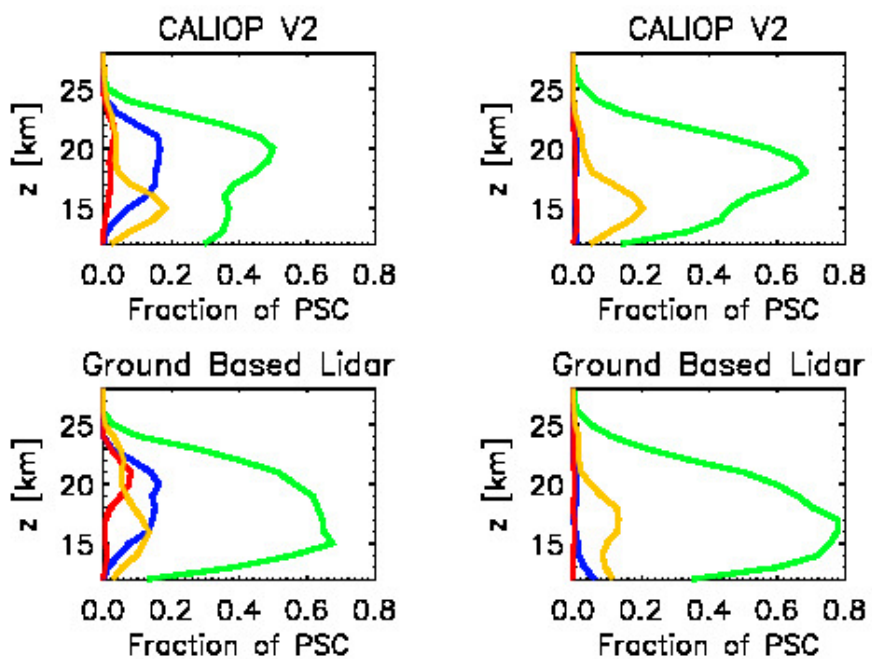 CALIOP V2
25
20
15
z [km]
0.0 0.2 0.4 0.6 0.8
Fraction of PSC
CALIOP V2
25
20
15
z [km]
0.0 0.2 0.4 0.6 0.8
Fraction of PSC
Ground Based Lidar
25
20
15
z [km]
0.0 0.2 0.4 0.6 0.8
Fraction of PSC
Ground Based Lidar
25
20
15
z [km]
0.0 0.2 0.4 0.6 0.8
Fraction of PSC